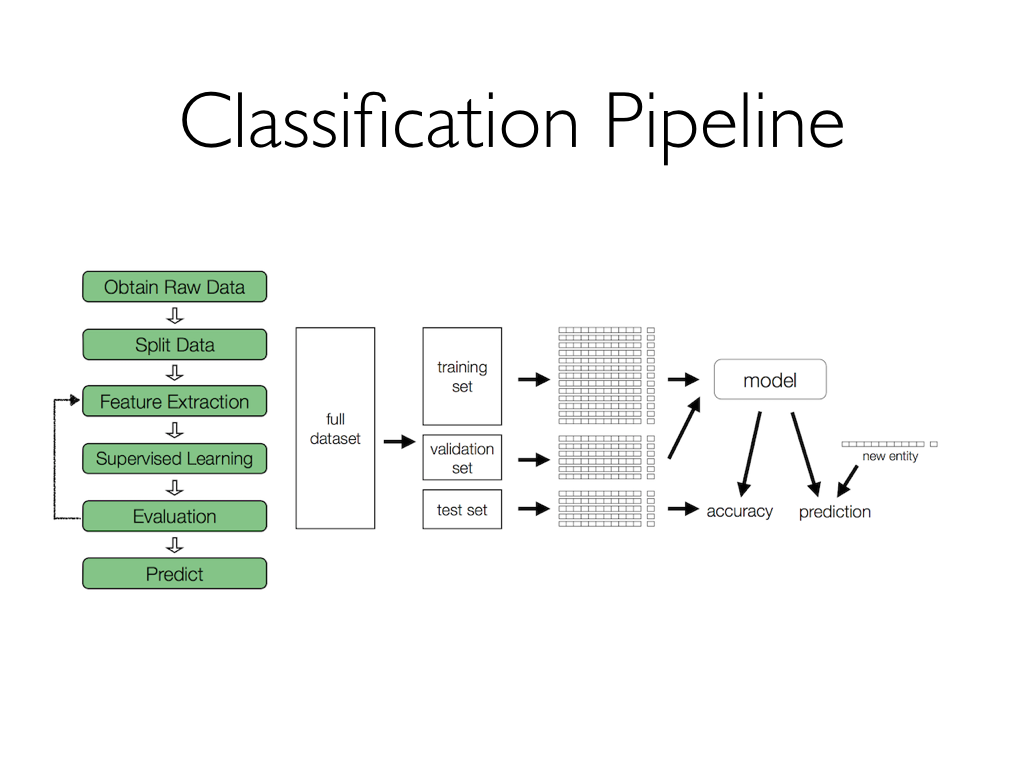 Classification Pipeline
Obtain Raw Data
Split Data
Feature Extraction
Supervised Learning
Evaluation
Predict
full
dataset
training
set
validation
set
test set
model
new entity
accuracy
prediction